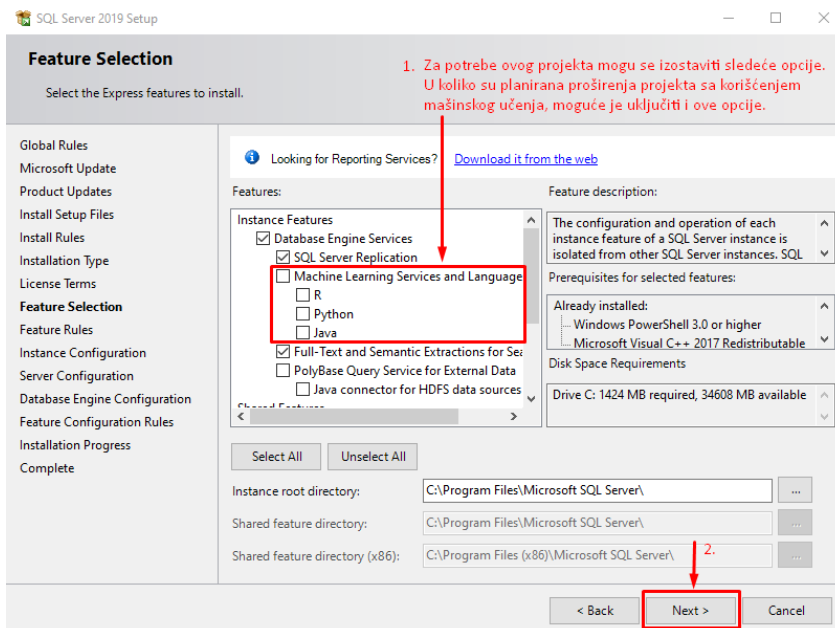 SQL Server 2019 Setup
Feature Selection
Select the Express features to install.
1. Za potrebe ovog projekta mogu se izostaviti sledeće opcije.
U koliko su planirana proširenja projekta sa korišćenjem
mašinskog učenja, moguće je uključiti i ove opcije.
Global Rules
Microsoft Update
Product Updates
Install Setup Files
Install Rules
Installation Type
License Terms
Feature Selection
Feature Rules
Instance Configuration
Server Configuration
Database Engine Configuration
Feature Configuration Rules
Installation Progress
Complete
Looking for Reporting Services? Download it from the web
Features:
Instance Features
Database Engine Services
SQL Server Replication
Machine Learning Services and Language
R
Python
Java
Full-Text and Semantic Extractions for Sea
PolyBase Query Service for External Data
Java connector for HDFS data sources
Shared Features
Feature description:
The configuration and operation of each
instance feature of a SQL Server instance is
isolated from other SQL Server instances. SQL
Prerequisites for selected features:
Already installed:
Windows PowerShell 3.0 or higher
Microsoft Visual C++ 2017 Redistributable
Disk Space Requirements
Drive C: 1424 MB required, 34608 MB available
Select All
Unselect All
Instance root directory:
C:\Program Files\Microsoft SQL Server\
...
Shared feature directory:
C:\Program Files\Microsoft SQL Server\
...
Shared feature directory (x86):
C:\Program Files (x86)\Microsoft SQL Server\
...
2.
< Back
Next >
Cancel